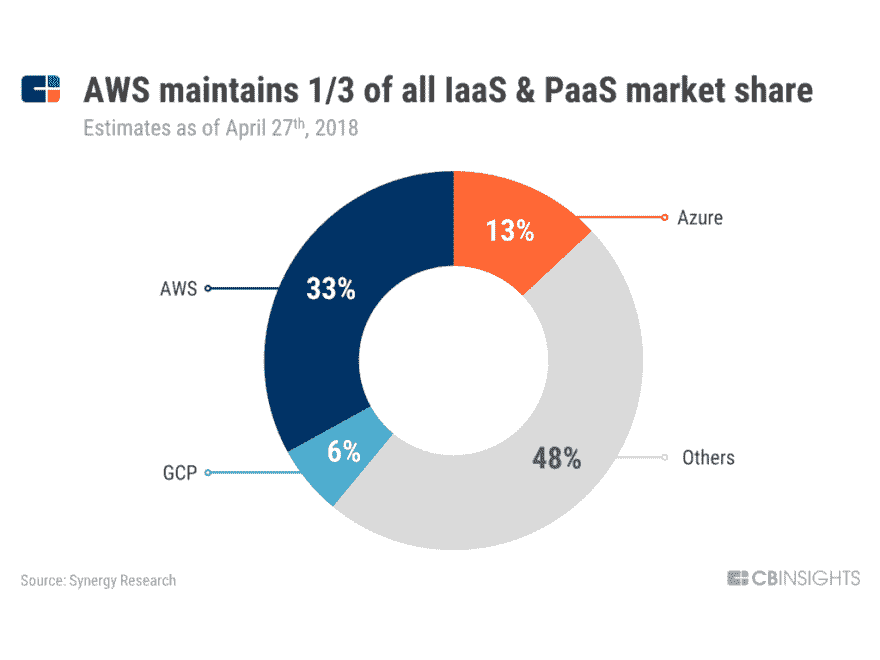 AWS maintains 1/3 of all IaaS & PaaS market share
Estimates as of April 27th, 2018
13%
Azure
AWS
33%
6%
GCP
48%
Others
Source: Synergy Research
CBINSIGHTS